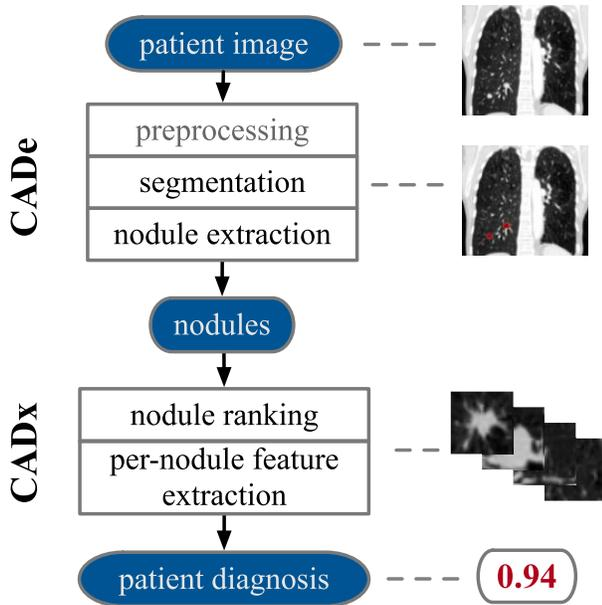 patient image
CADe
preprocessing
segmentation
nodule extraction
nodules
CADx
nodule ranking
per-nodule feature
extraction
patient diagnosis
0.94